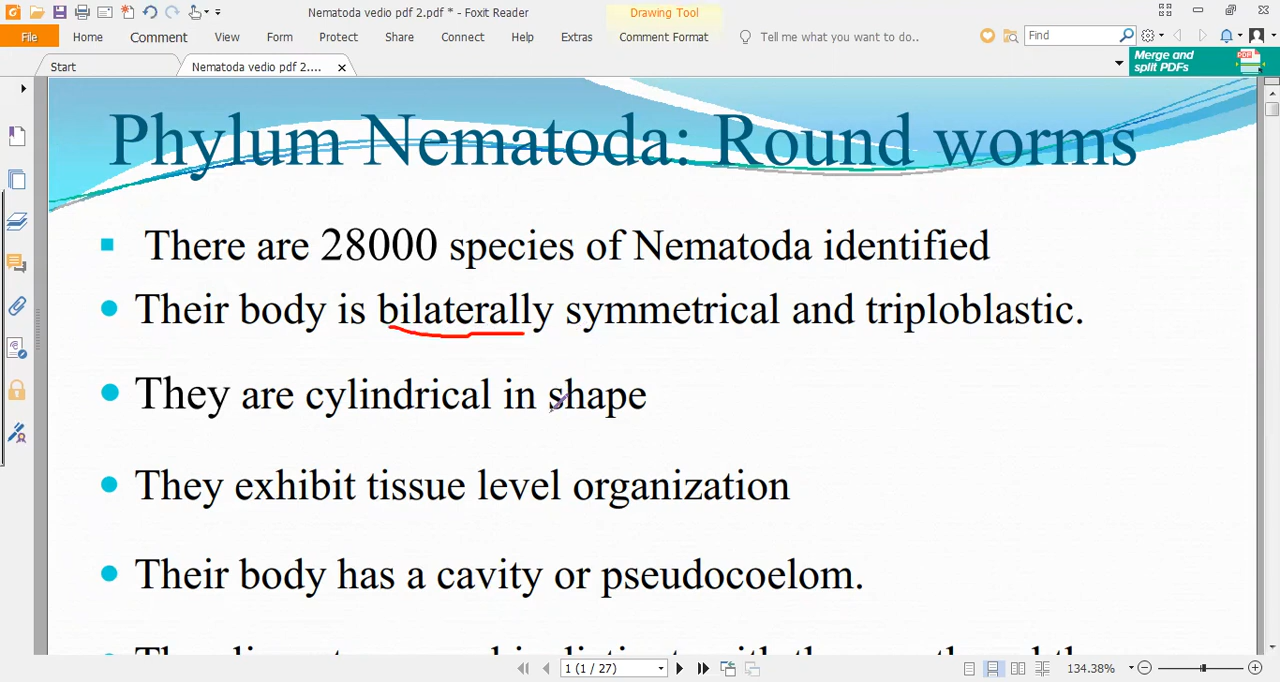 Nematoda vedio pdf 2.pdf * - Foxit Reader
Drawing Tool
File Home Comment View Form Protect Share Connect Help Extras Comment Format Tell me what you want to do.. Find
Start Nematoda vedio pdf 2.... Merge and split PDFs
Phylum Nematoda: Round worms
There are 28000 species of Nematoda identified
Their body is bilaterally symmetrical and triploblastic.
They are cylindrical in shape
They exhibit tissue level organization
Their body has a cavity or pseudocoelom.
1 (1 / 27) 134.38%